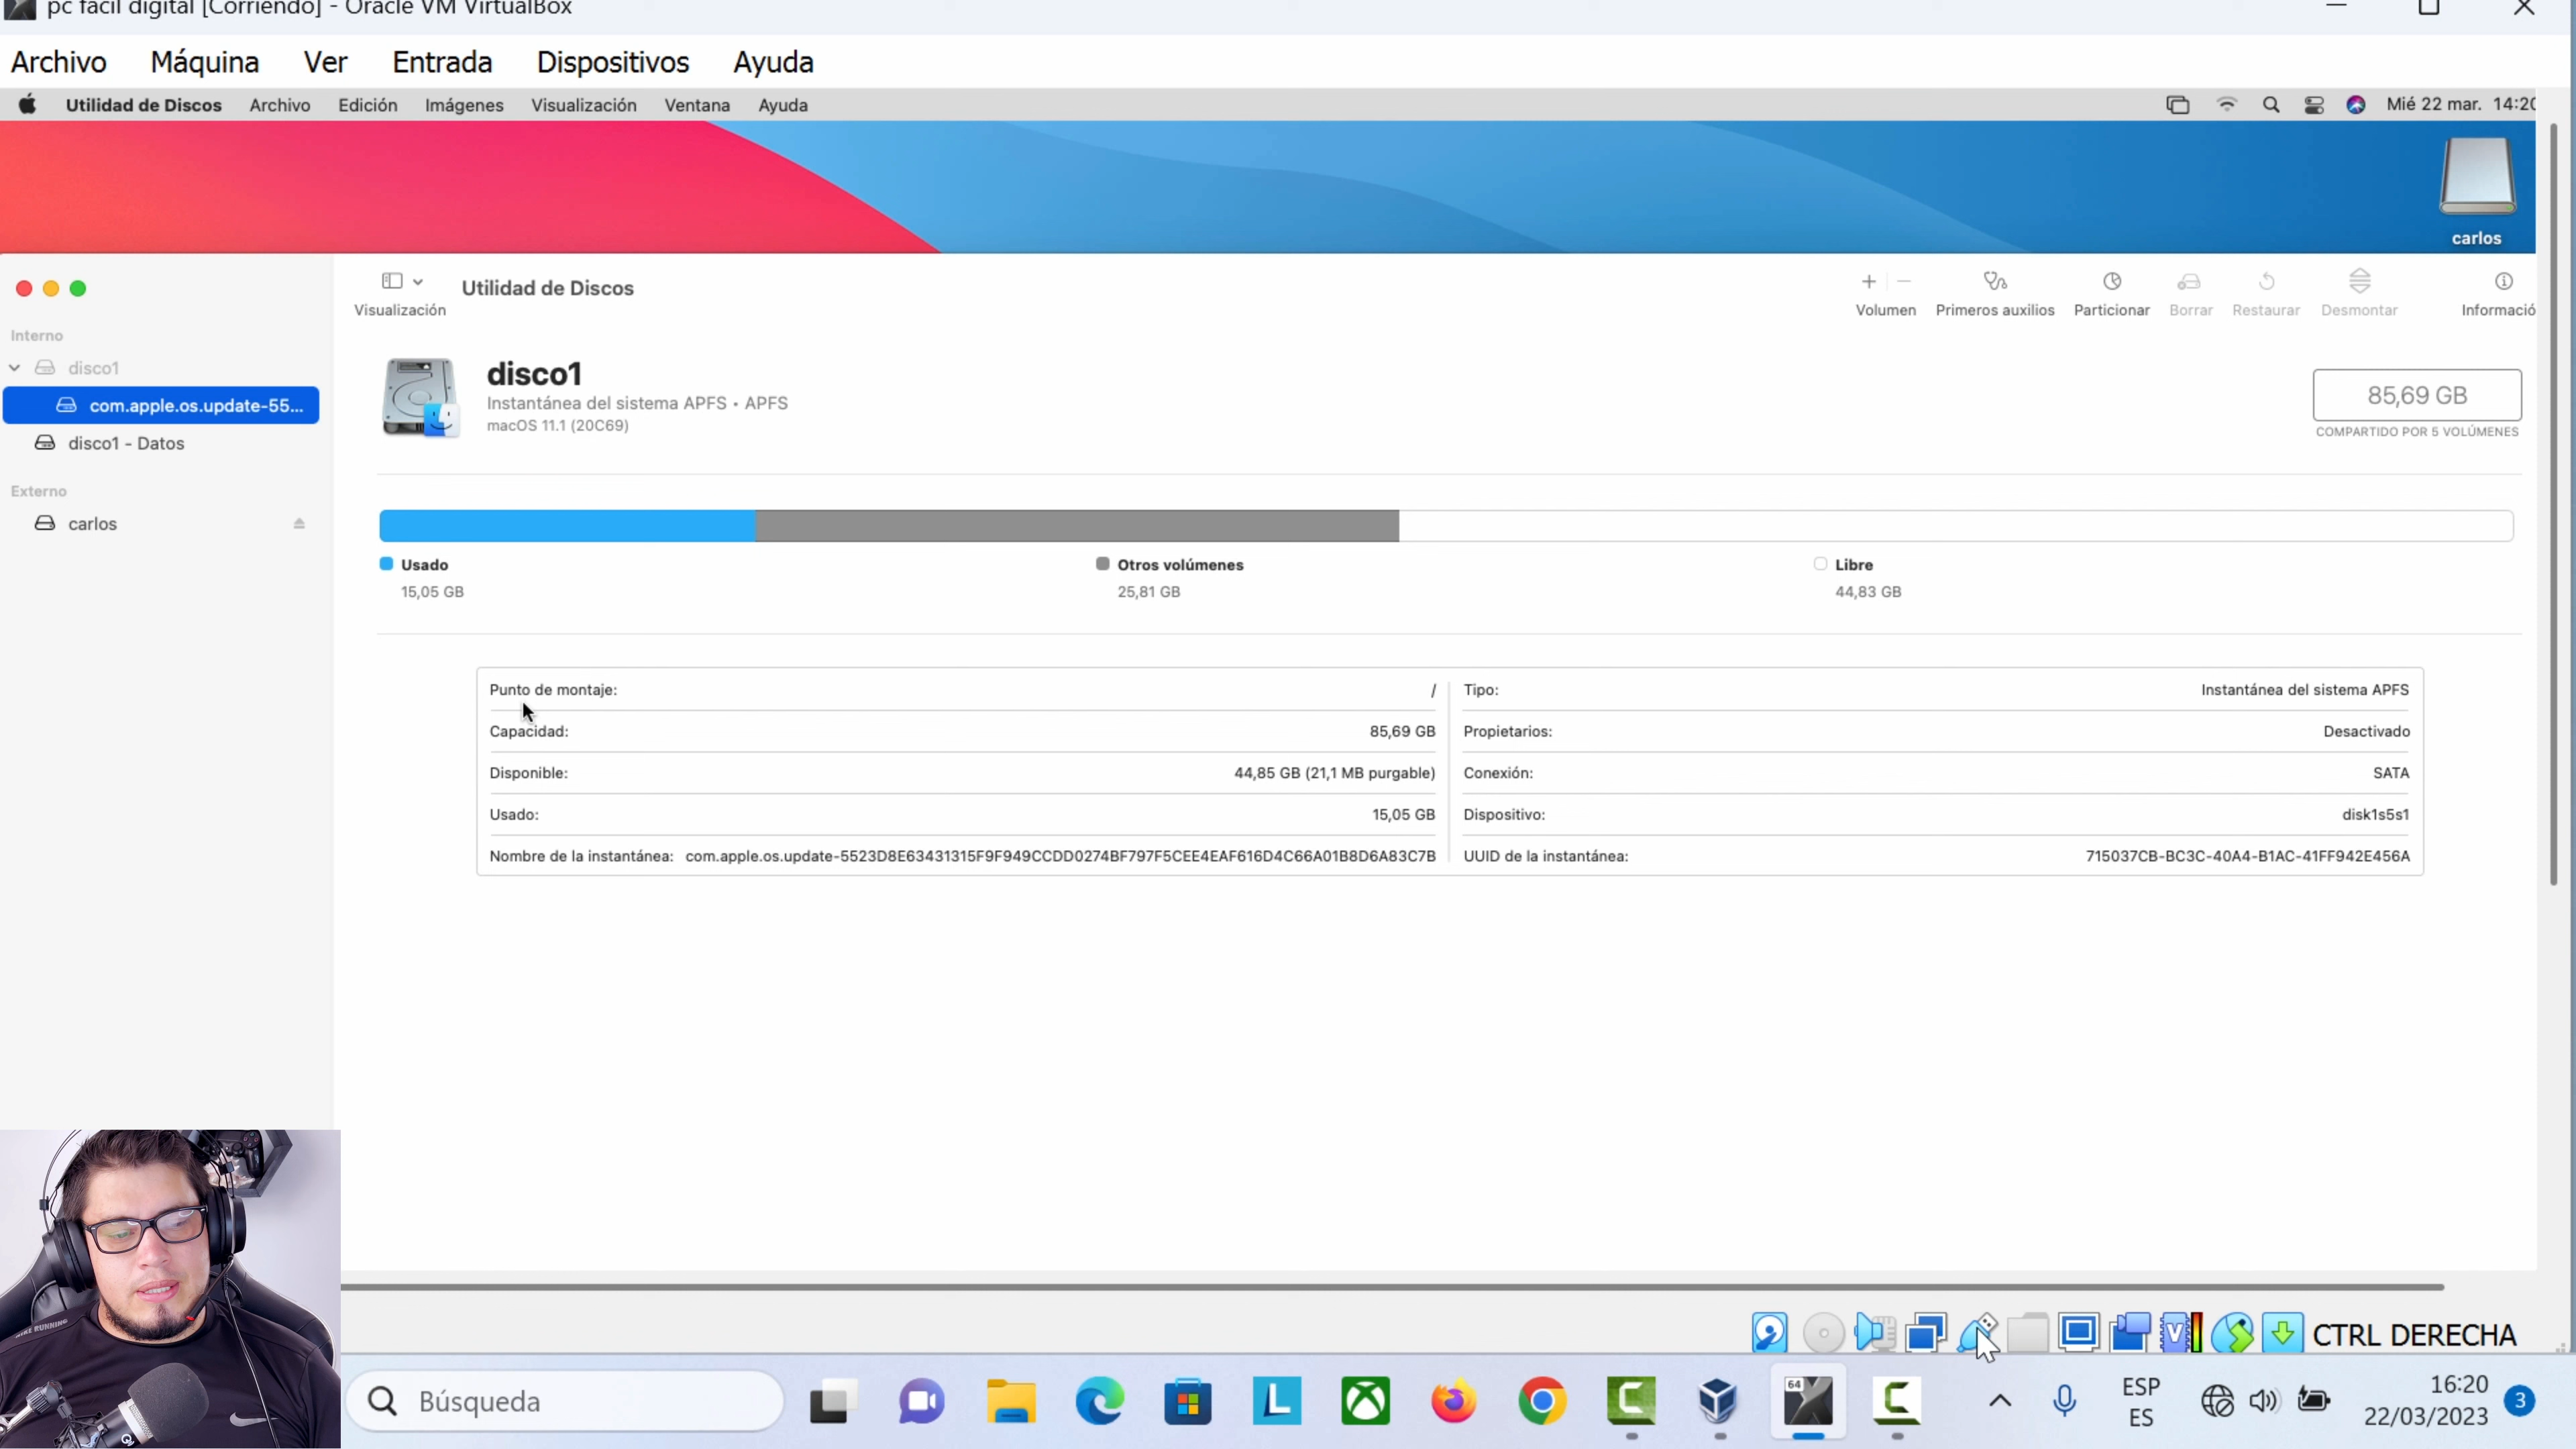 pc facil digital [Corriendo] - Oracle VM VirtualBox
Archivo Máquina Ver Entrada Dispositivos Ayuda
Utilidad de Discos Archivo Edición Imágenes Visualización Ventana Ayuda Mié 22 mar. 14:20
carlos
Visualización
Utilidad de Discos
Volumen Primeros auxilios Particionar Borrar Restaurar Desmontar Informació
Interno
disco1
com.apple.os.update-55...
disco1 - Datos
Externo
carlos
disco1
Instantánea del sistema APFS • APFS
macOS 11.1 (20C69)
85,69 GB
COMPARTIDO POR 5 VOLÚMENES
Usado
15,05 GB
Otros volúmenes
25,81 GB
Libre
44,83 GB
Punto de montaje: /
Capacidad: 85,69 GB
Disponible: 44,85 GB (21,1 MB purgable)
Usado: 15,05 GB
Nombre de la instantánea: com.apple.os.update-5523D8E63431315F9F949CCDD0274BF797F5CEE4EAF616D4C66A01B8D6A83C7B
Tipo: Instantánea del sistema APFS
Propietarios: Desactivado
Conexión: SATA
Dispositivo: disk1s5s1
UUID de la instantánea: 715037CB-BC3C-40A4-B1AC-41FF942E456A
NIKE RUNNING
CTRL DERECHA
Búsqueda
64
ESP
ES
16:20
22/03/2023
3